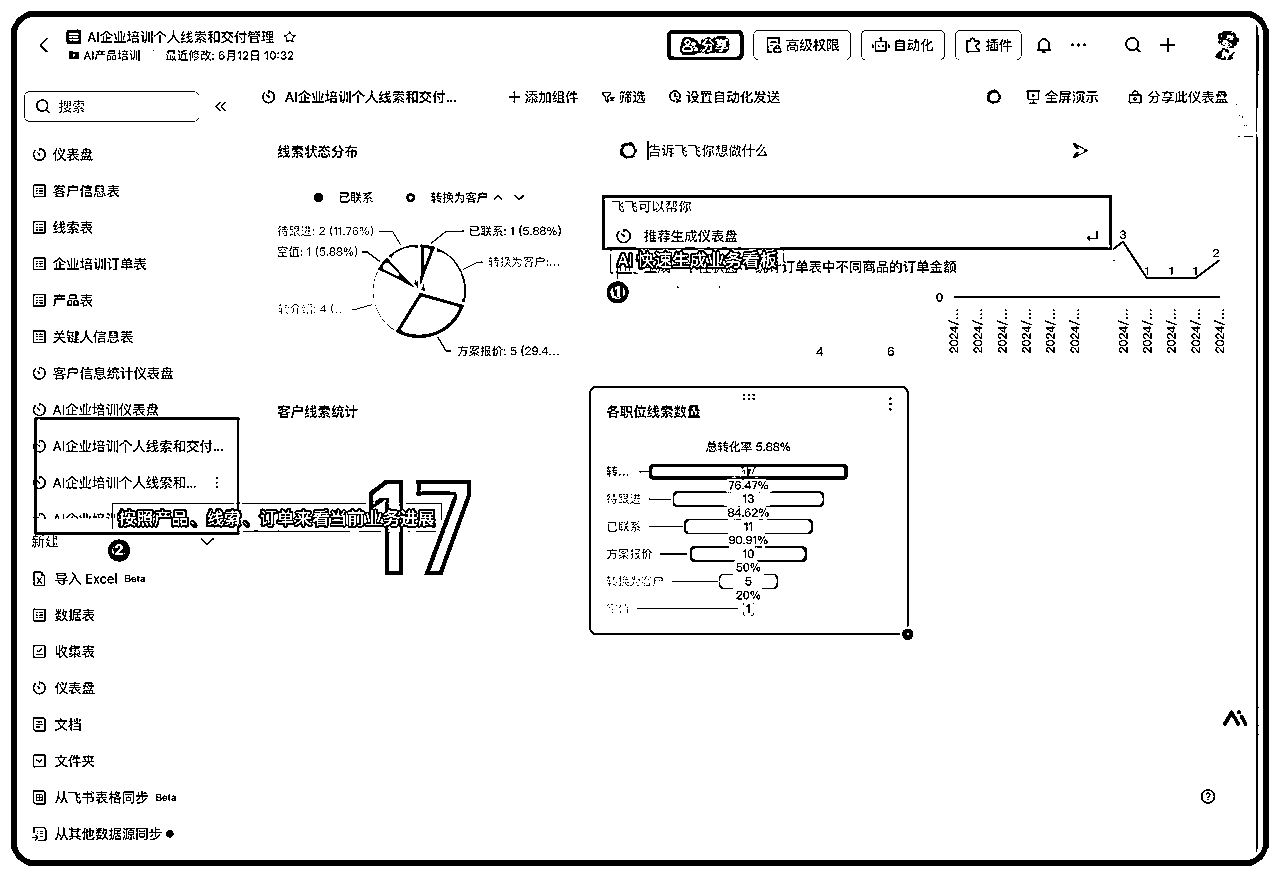 AI企业培训个人线索和交付管理
AI产品培训
最近修改: 6月12日 10:32
分享
高级权限
自动化
插件
搜索
AI企业培训个人线索和交付...
添加组件
筛选
设置自动化发送
全屏演示
分享此仪表盘
仪表盘
客户信息表
线索表
企业培训订单表
产品表
关键人信息表
客户信息统计仪表盘
AI企业培训仪表盘
AI企业培训个人线索和交付...
AI企业培训个人线索和...
新建
导入 Excel Beta
数据表
收集表
仪表盘
文档
文件夹
从飞书表格同步 Beta
从其他数据源同步
线索状态分布
已联系
转换为客户
待跟进: 2 (11.76%)
已联系: 1 (5.88%)
空值: 1 (5.88%)
转换为客户:...
转介绍: 4 (...
方案报价: 5 (29.4...
告诉飞飞你想做什么
飞飞可以帮你
推荐生成仪表盘
AI 快速生成业务看板
订单表中不同商品的订单金额
1
4
6
3
1
1
1
2
0
2024/...
2024/...
2024/...
2024/...
2024/...
2024/...
2024/...
2024/...
2024/...
2024/...
2024/...
客户线索统计
17
按照产品、线索、订单来看当前业务进展
2
各职位线索数量
总转化率 5.88%
转...
17
76.47%
待跟进
13
84.62%
已联系
11
90.91%
方案报价
10
50%
转换为客户
5
20%
1